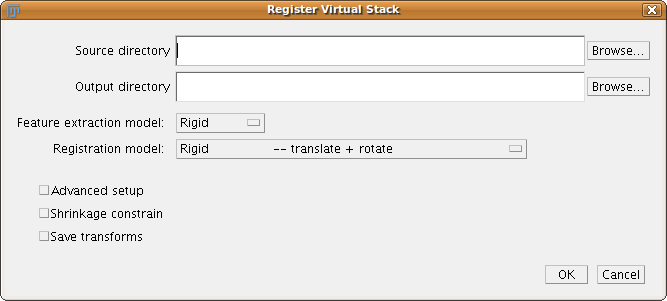 Register Virtual Stack
Source directory Browse...
Output directory Browse...
Feature extraction model: Rigid
Registration model: Rigid -- translate + rotate
Advanced setup
Shrinkage constrain
Save transforms
OK Cancel